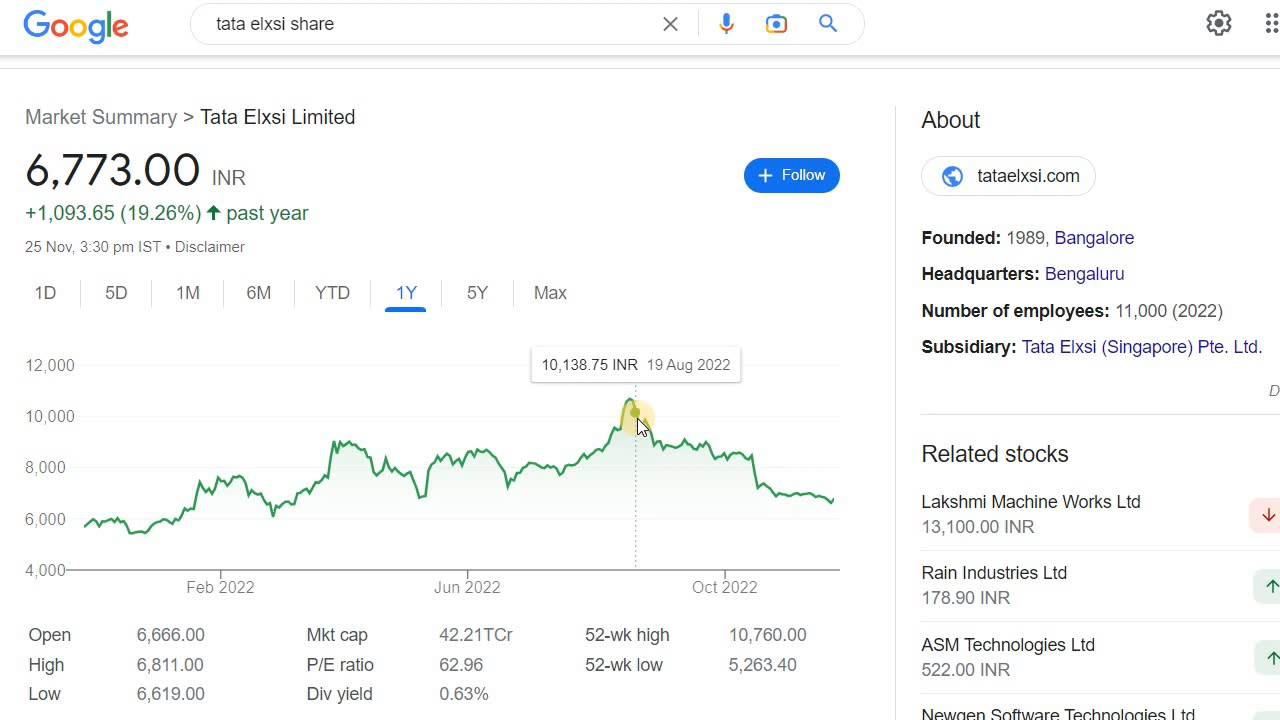 Google
tata elxsi share
Market Summary > Tata Elxsi Limited
6,773.00 INR
+ Follow
+1,093.65 (19.26%) ↑ past year
25 Nov, 3:30 pm IST • Disclaimer
1D 5D 1M 6M YTD 1Y 5Y Max
10,138.75 INR 19 Aug 2022
12,000
10,000
8,000
6,000
4,000
Feb 2022 Jun 2022 Oct 2022
Open 6,666.00 Mkt cap 42.21TCr 52-wk high 10,760.00
High 6,811.00 P/E ratio 62.96 52-wk low 5,263.40
Low 6,619.00 Div yield 0.63%
About
tataelxsi.com
Founded: 1989, Bangalore
Headquarters: Bengaluru
Number of employees: 11,000 (2022)
Subsidiary: Tata Elxsi (Singapore) Pte. Ltd.
D
Related stocks
Lakshmi Machine Works Ltd
13,100.00 INR
Rain Industries Ltd
178.90 INR
ASM Technologies Ltd
522.00 INR
Newgen Software Technologies Ltd